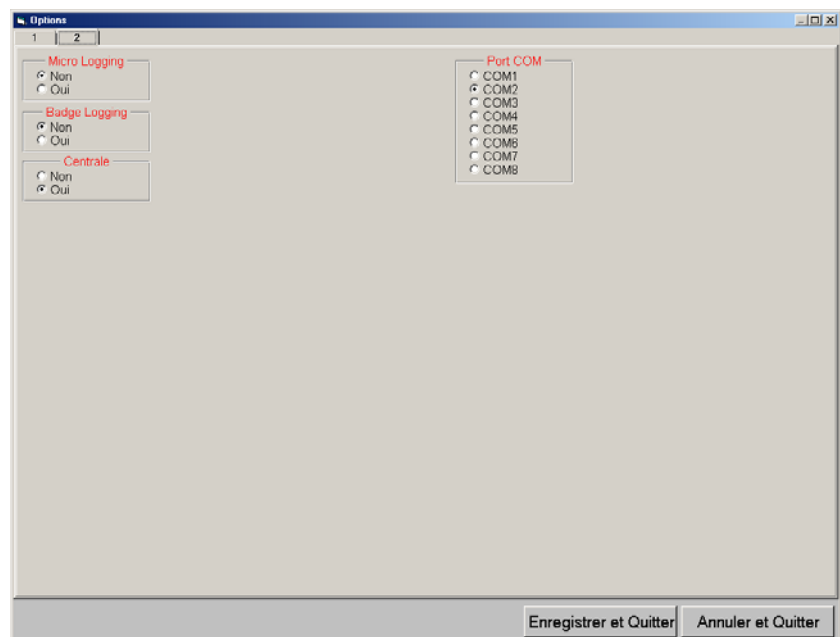 Options
1 2
Micro Logging
Non
Oui
Badge Logging
Non
Oui
Centrale
Non
Oui
Port COM
COM1
COM2
COM3
COM4
COM5
COM6
COM7
COM8
Enregistrer et Quitter Annuler et Quitter